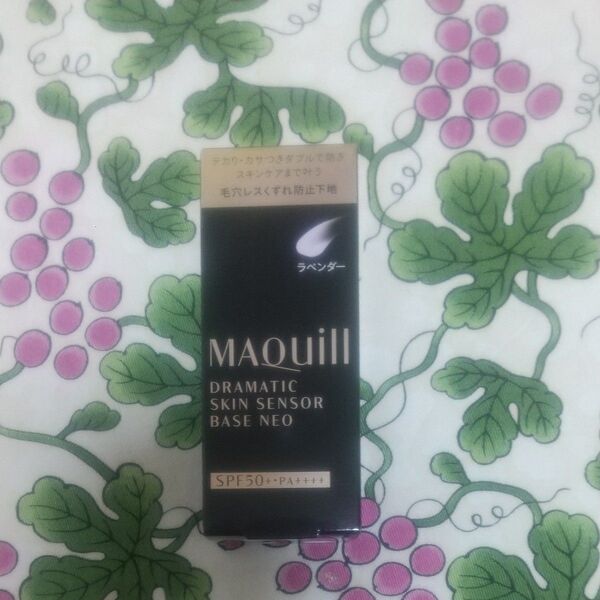 テカリ・カサつきダブルで防ぎ
スキンケアまで叶う
毛穴レスくずれ防止下地
ラベンダー
MAQuill
DRAMATIC
SKIN SENSOR
BASE NEO
SPF50+・PA++++